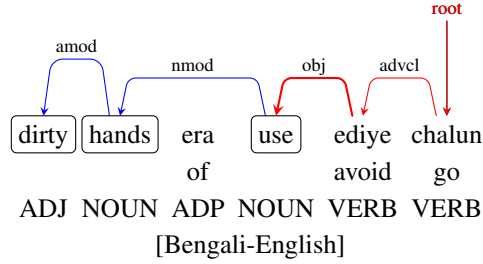 root
amod nmod obj advcl
dirty hands era use ediye chalun
of avoid go
ADJ NOUN ADP NOUN VERB VERB
[Bengali-English]